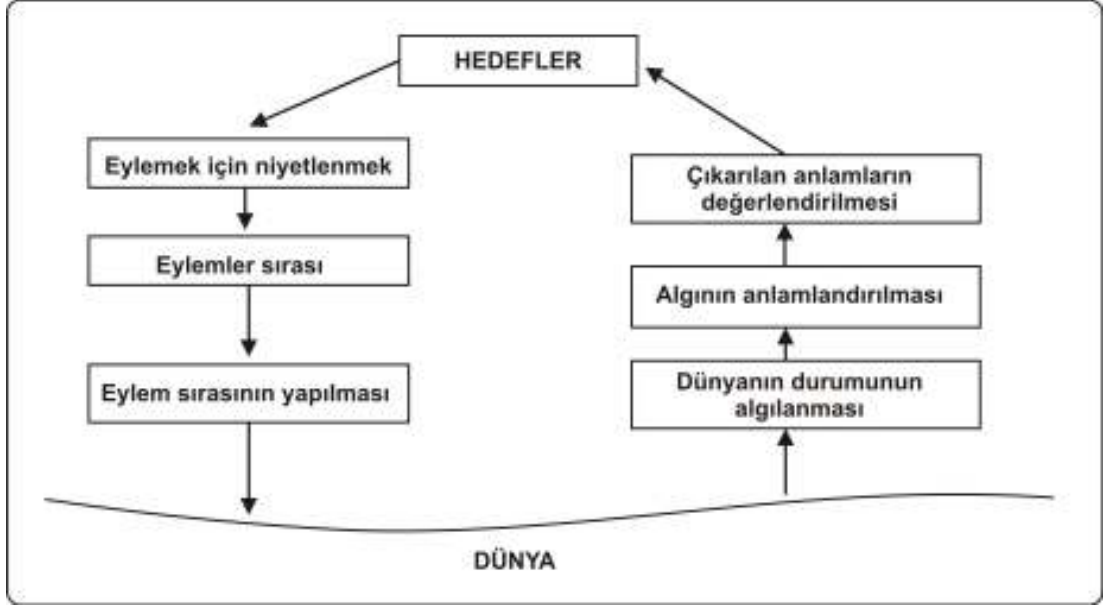 HEDEFLER
Eylemek için niyetlenmek
Eylemler sırası
Eylem sırasının yapılması
Çıkarılan anlamların
değerlendirilmesi
Algının anlamlandırılması
Dünyanın durumunun
algılanması
DÜNYA